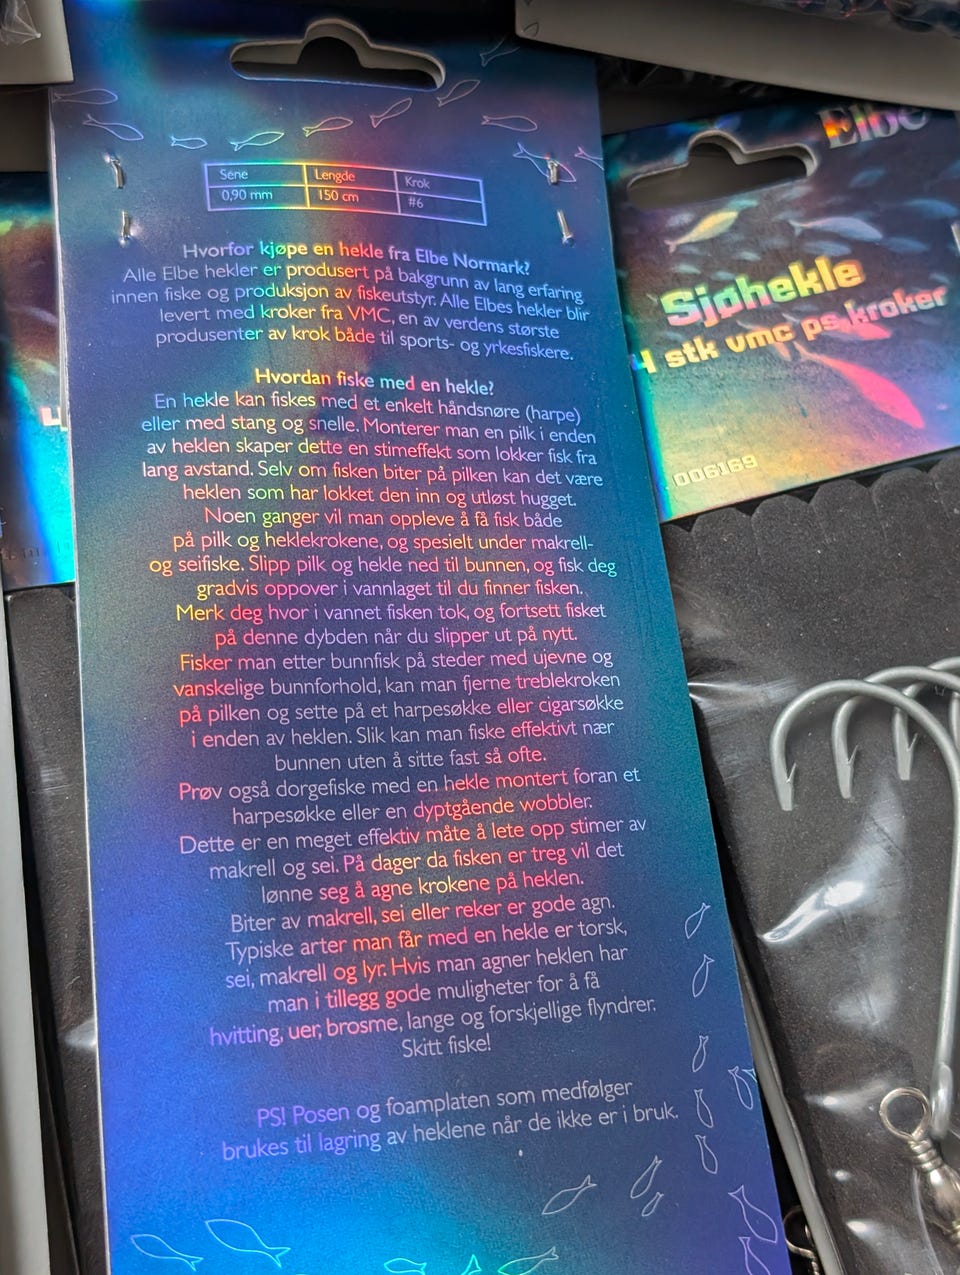 Sene Lengde Krok
0,90 mm 150 cm #6
Hvorfor kjøpe en hekle fra Elbe Normark?
Alle Elbe hekler er produsert på bakgrunn av lang erfaring
innen fiske og produksjon av fiskeutstyr. Alle Elbes hekler blir
levert med kroker fra VMC, en av verdens største
produsenter av krok både til sports- og yrkesfiskere.
Hvordan fiske med en hekle?
En hekle kan fiskes med et enkelt håndsnøre (harpe)
eller med stang og snelle. Monterer man en pilk i enden
av heklen skaper dette en stimeffekt som lokker fisk fra
lang avstand. Selv om fisken biter på pilken kan det være
heklen som har lokket den inn og utløst hugget.
Noen ganger vil man oppleve å få fisk både
på pilk og heklekrokene, og spesielt under makrell-
og seifiske. Slipp pilk og hekle ned til bunnen, og fisk deg
gradvis oppover i vannlaget til du finner fisken.
Merk deg hvor i vannet fisken tok, og fortsett fisket
på denne dybden når du slipper ut på nytt.
Fisker man etter bunnfisk på steder med ujevne og
vanskelige bunnforhold, kan man fjerne treblekroken
på pilken og sette på et harpesøkke eller cigarsøkke
i enden av heklen. Slik kan man fiske effektivt nær
bunnen uten å sitte fast så ofte.
Prøv også dorgefiske med en hekle montert foran et
harpesøkke eller en dyptgående wobbler.
Dette er en meget effektiv måte å lete opp stimer av
makrell og sei. På dager da fisken er treg vil det
lønne seg å agne krokene på heklen.
Biter av makrell, sei eller reker er gode agn.
Typiske arter man får med en hekle er torsk,
sei, makrell og lyr. Hvis man agner heklen har
man i tillegg gode muligheter for å få
hvitting, uer, brosme, lange og forskjellige flyndrer.
Skitt fiske!
PS! Posen og foamplaten som medfølger
brukes til lagring av heklene når de ikke er i bruk.
Elbe
Sjøhekle
4 stk vmc ps kroker
006169